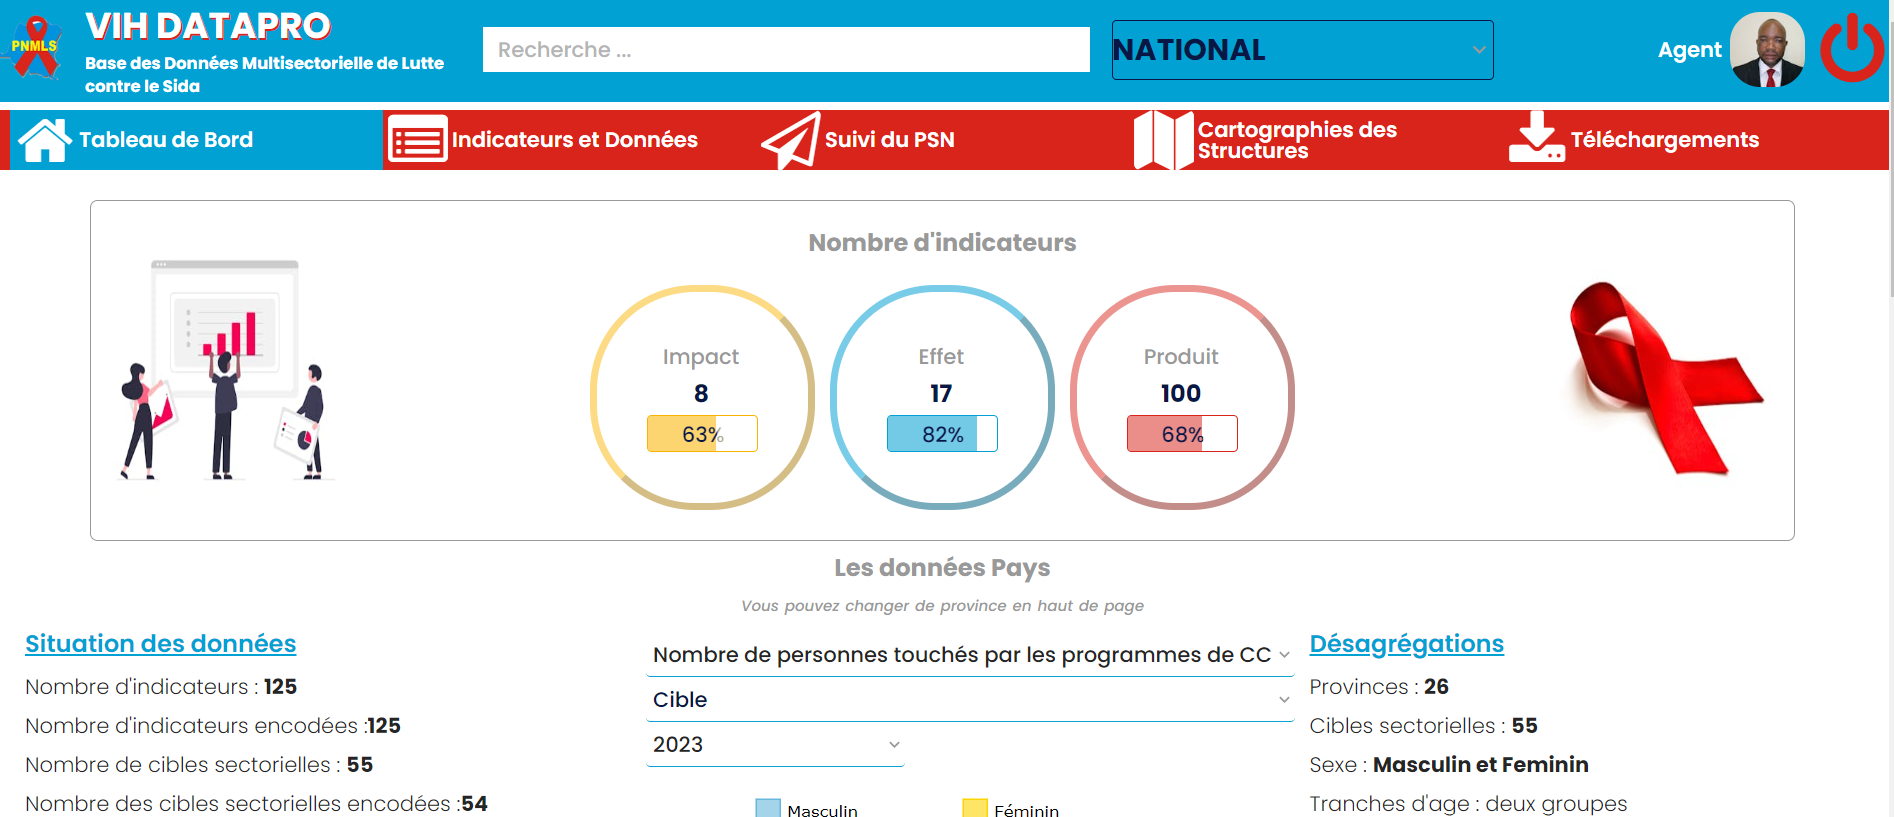 PNMLS
VIH DATAPRO
Base des Données Multisectorielle de Lutte
contre le Sida
Recherche ...
NATIONAL
Agent
Tableau de Bord
Indicateurs et Données
Suivi du PSN
Cartographies des
Structures
Téléchargements
Nombre d'indicateurs
Impact
8
63%
Effet
17
82%
Produit
100
68%
Les données Pays
Vous pouvez changer de province en haut de page
Situation des données
Nombre d'indicateurs : 125
Nombre d'indicateurs encodées :125
Nombre de cibles sectorielles : 55
Nombre des cibles sectorielles encodées :54
Nombre de personnes touchés par les programmes de CC
Cible
2023
Masculin
Féminin
Désagrégations
Provinces : 26
Cibles sectorielles : 55
Sexe : Masculin et Feminin
Tranches d'age : deux groupes